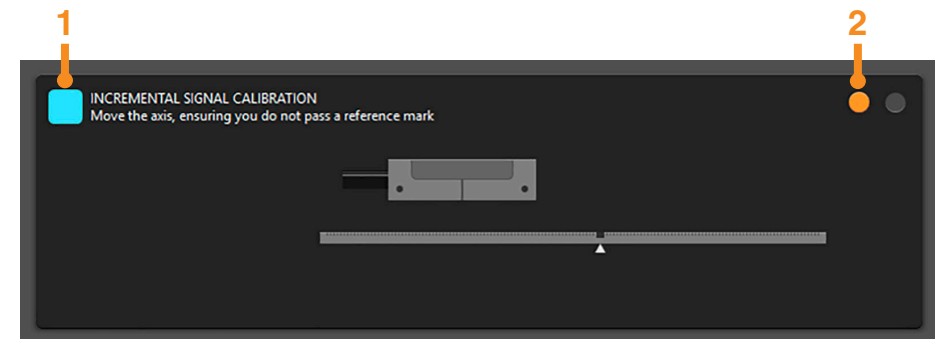 1 2
INCREMENTAL SIGNAL CALIBRATION
Move the axis, ensuring you do not pass a reference mark